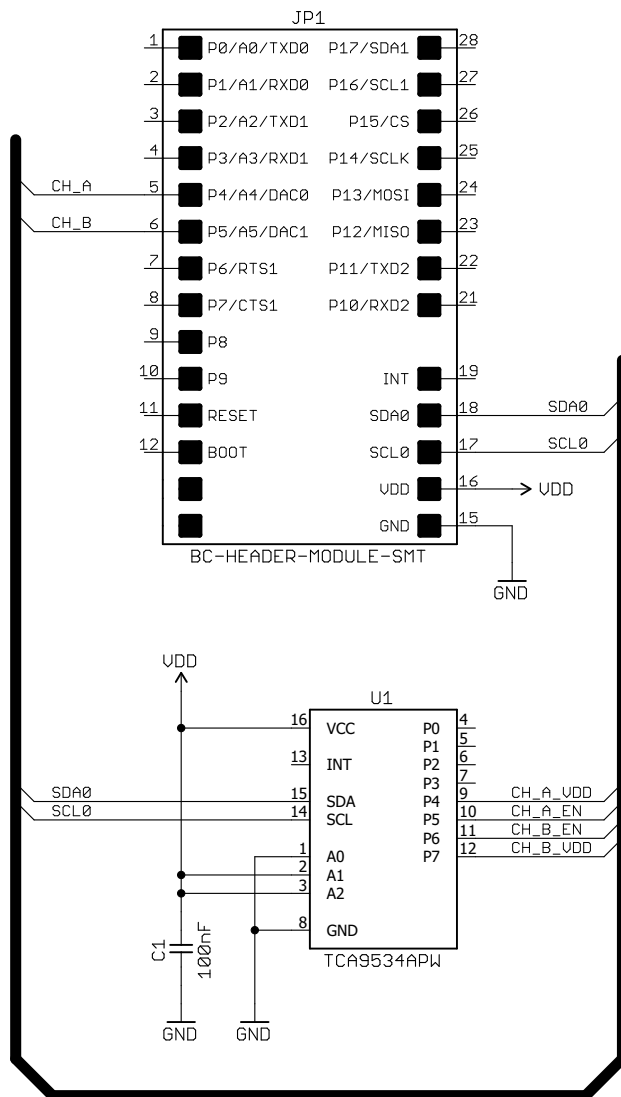 JP1
1 P0/A0/TXD0 P17/SDA1 28
2 P1/A1/RXD0 P16/SCL1 27
3 P2/A2/TXD1 P15/CS 26
4 P3/A3/RXD1 P14/SCLK 25
CH_A 5 P4/A4/DAC0 P13/MOSI 24
CH_B 6 P5/A5/DAC1 P12/MISO 23
7 P6/RTS1 P11/TXD2 22
8 P7/CTS1 P10/RXD2 21
9 P8
10 P9 INT 19
11 RESET SDA0 18 SDA0
12 BOOT SCL0 17 SCL0
VDD 16 VDD
GND 15
BC-HEADER-MODULE-SMT
GND
VDD
U1
16 VCC P0 4
P1 5
13 INT P2 6
P3 7
SDA0 15 SDA P4 9 CH_A_VDD
SCL0 14 SCL P5 10 CH_A_EN
P6 11 CH_B_EN
1 A0 P7 12 CH_B_VDD
2 A1
3 A2
8 GND
C1 100nF
TCA9534APW
GND GND